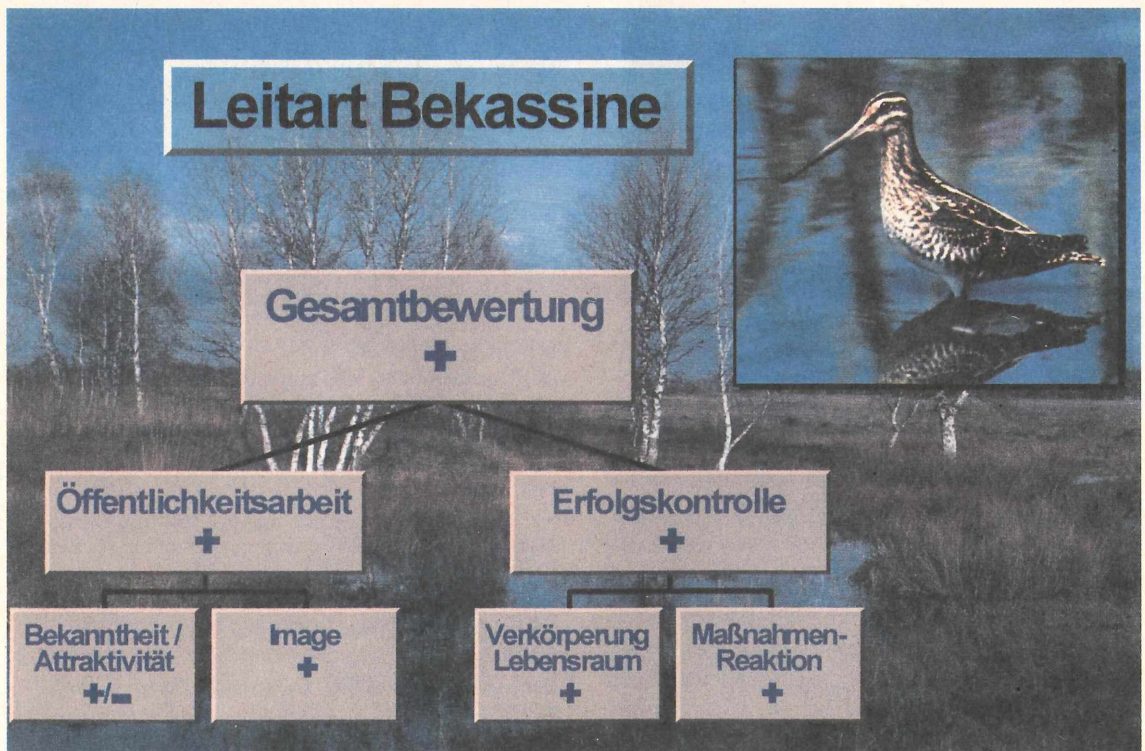 Leitart Bekassine
Gesamtbewertung
+
Öffentlichkeitsarbeit
+
Erfolgskontrolle
+
Bekanntheit /
Attraktivität
+/-
Image
+
Verkörperung
Lebensraum
+
Maßnahmen-
Reaktion
+